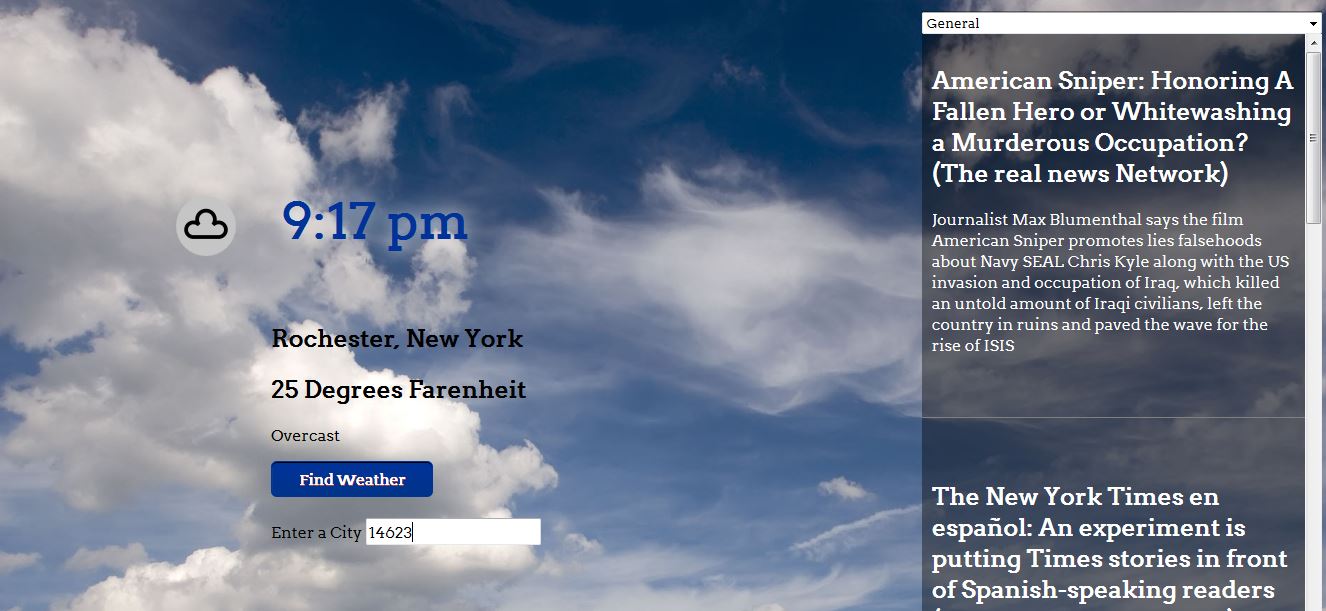 General
American Sniper: Honoring A
Fallen Hero or Whitewashing
a Murderous Occupation?
(The real news Network)
Journalist Max Blumenthal says the film
American Sniper promotes lies falsehoods
about Navy SEAL Chris Kyle along with the US
invasion and occupation of Iraq, which killed
an untold amount of Iraqi civilians, left the
country in ruins and paved the wave for the
rise of ISIS
The New York Times en
español: An experiment is
putting Times stories in front
of Spanish-speaking readers
9:17 pm
Rochester, New York
25 Degrees Farenheit
Overcast
Find Weather
Enter a City 14623